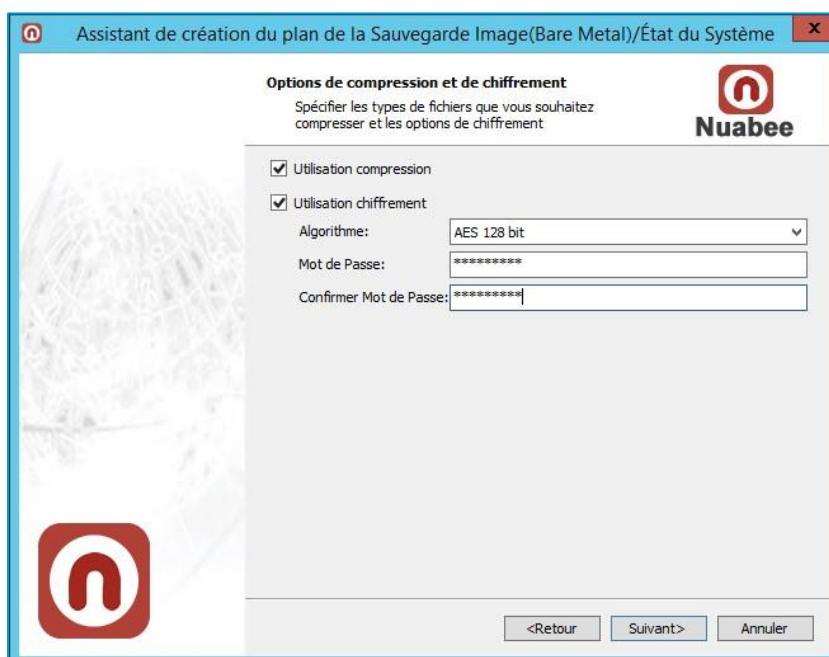 Assistant de création du plan de la Sauvegarde Image(Bare Metal)/État du Système
x
Options de compression et de chiffrement
Spécifier les types de fichiers que vous souhaitez
compresser et les options de chiffrement
Nuabee
Utilisation compression
Utilisation chiffrement
Algorithme: AES 128 bit
Mot de Passe: *********
Confirmer Mot de Passe: *********
<Retour Suivant> Annuler